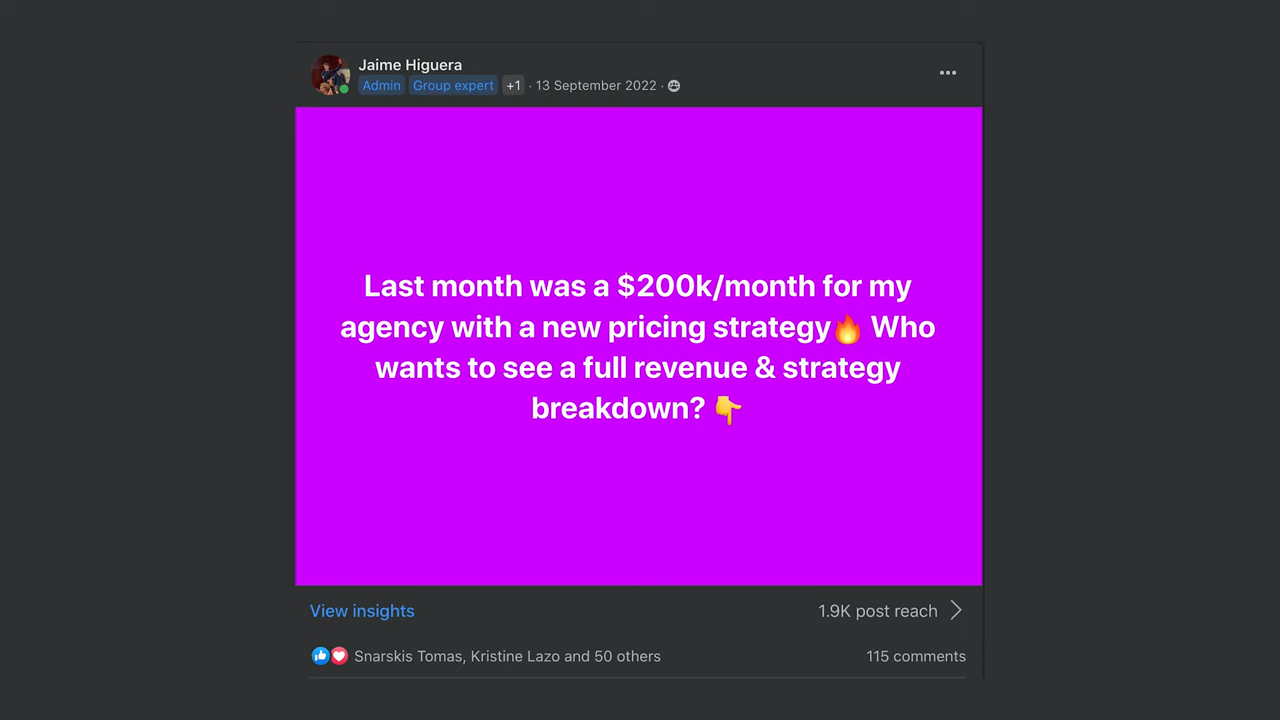 Jaime Higuera
Admin Group expert +1 · 13 September 2022 ·
Last month was a $200k/month for my
agency with a new pricing strategy🔥 Who
wants to see a full revenue & strategy
breakdown? 👇
View insights 1.9K post reach
Snarskis Tomas, Kristine Lazo and 50 others 115 comments